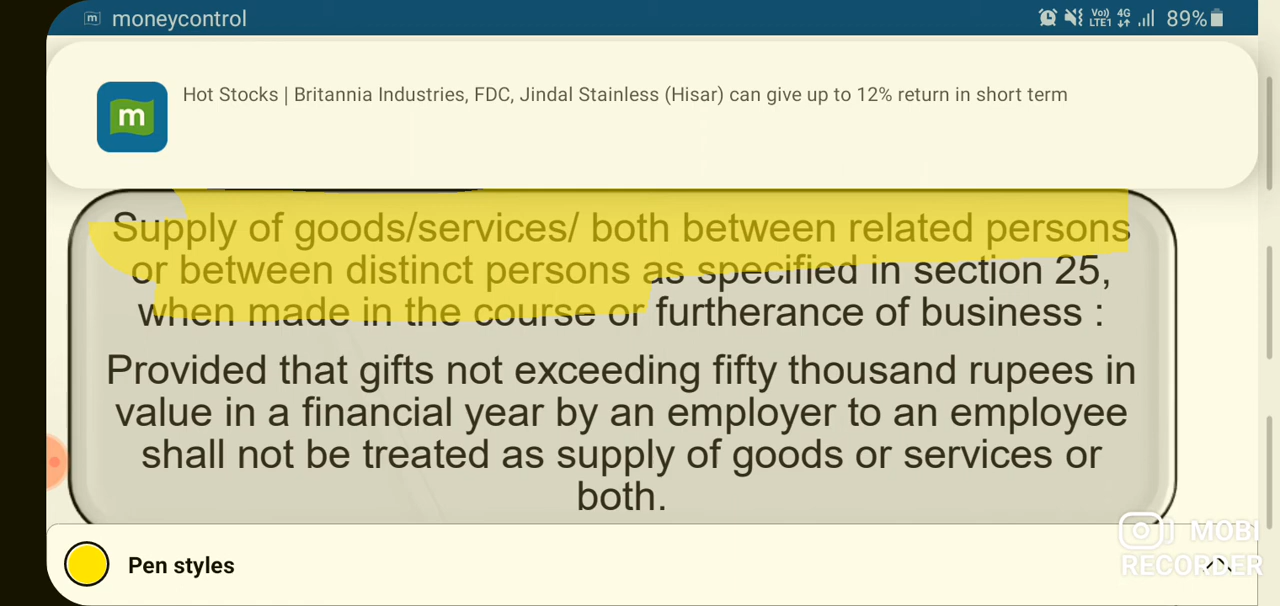 moneycontrol
Vo))
LTE1
4G
89%
m
Hot Stocks | Britannia Industries, FDC, Jindal Stainless (Hisar) can give up to 12% return in short term
Supply of goods/services/ both between related persons
or between distinct persons as specified in section 25,
when made in the course or furtherance of business :
Provided that gifts not exceeding fifty thousand rupees in
value in a financial year by an employer to an employee
shall not be treated as supply of goods or services or
both.
MOBI
RECORDER
Pen styles